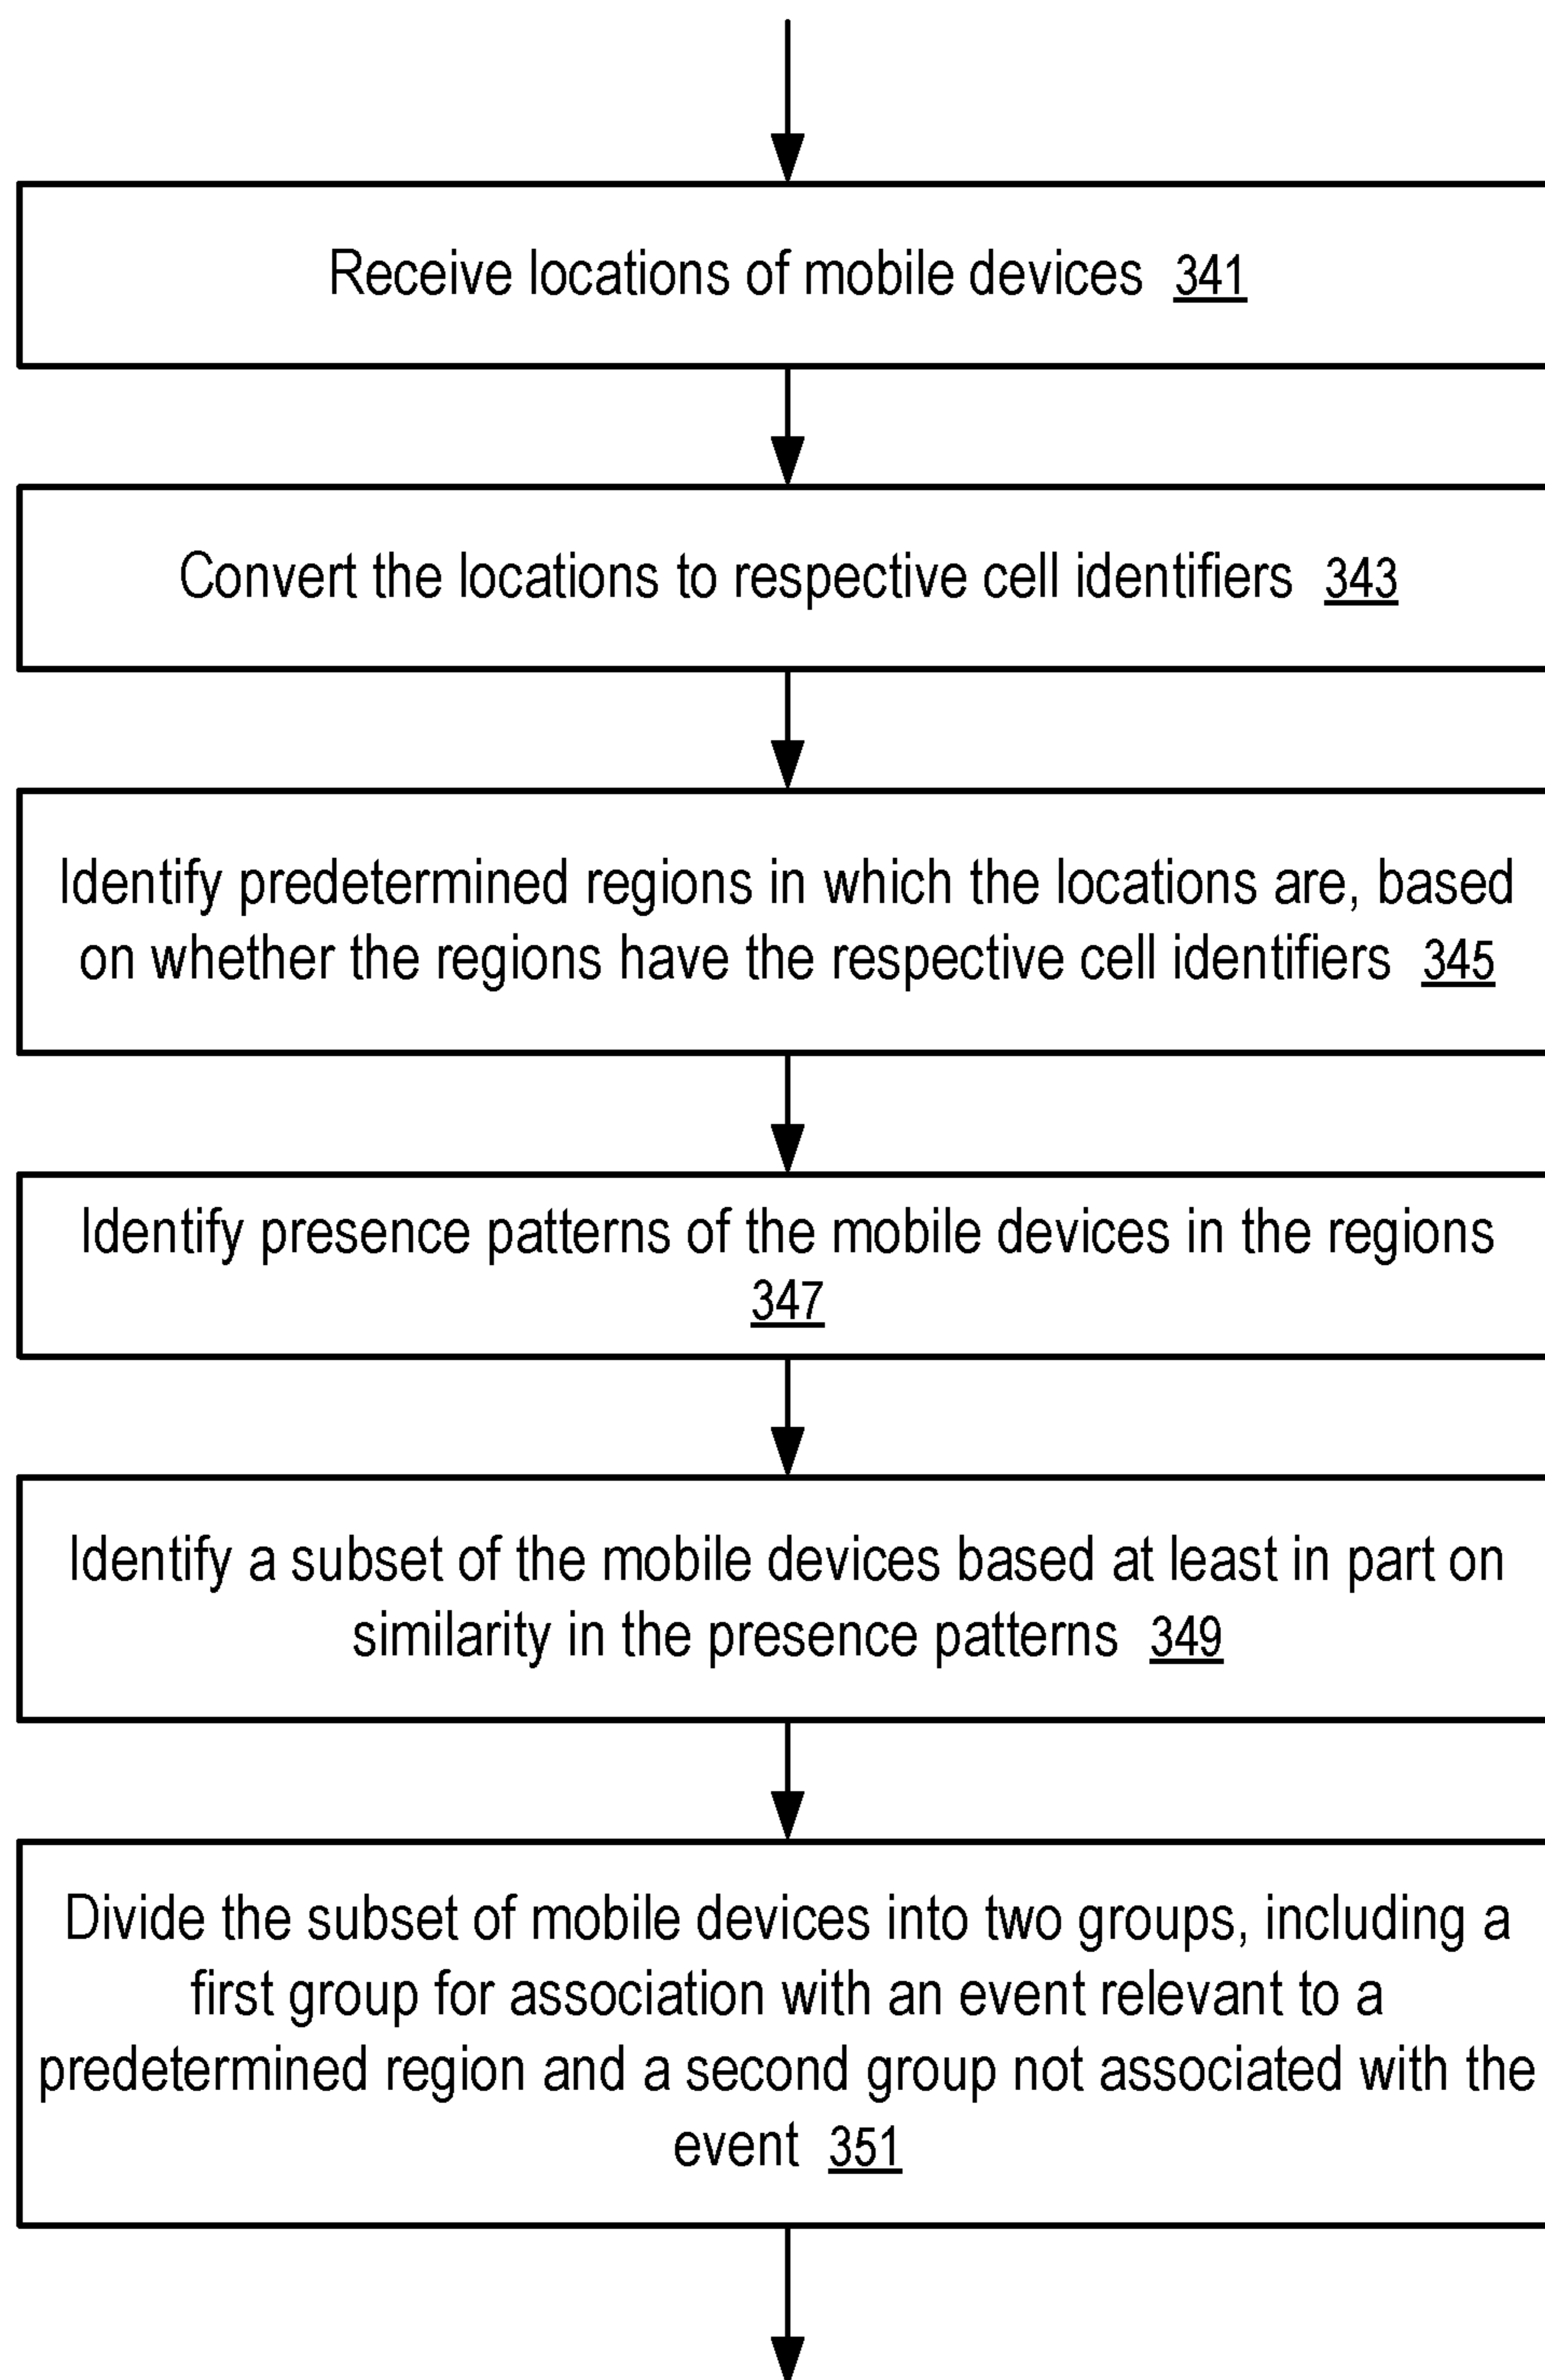 Receive locations of mobile devices 341
Convert the locations to respective cell identifiers 343
Identify predetermined regions in which the locations are, based
on whether the regions have the respective cell identifiers 345
Identify presence patterns of the mobile devices in the regions
347
Identify a subset of the mobile devices based at least in part on
similarity in the presence patterns 349
Divide the subset of mobile devices into two groups, including a
first group for association with an event relevant to a
predetermined region and a second group not associated with the
event 351